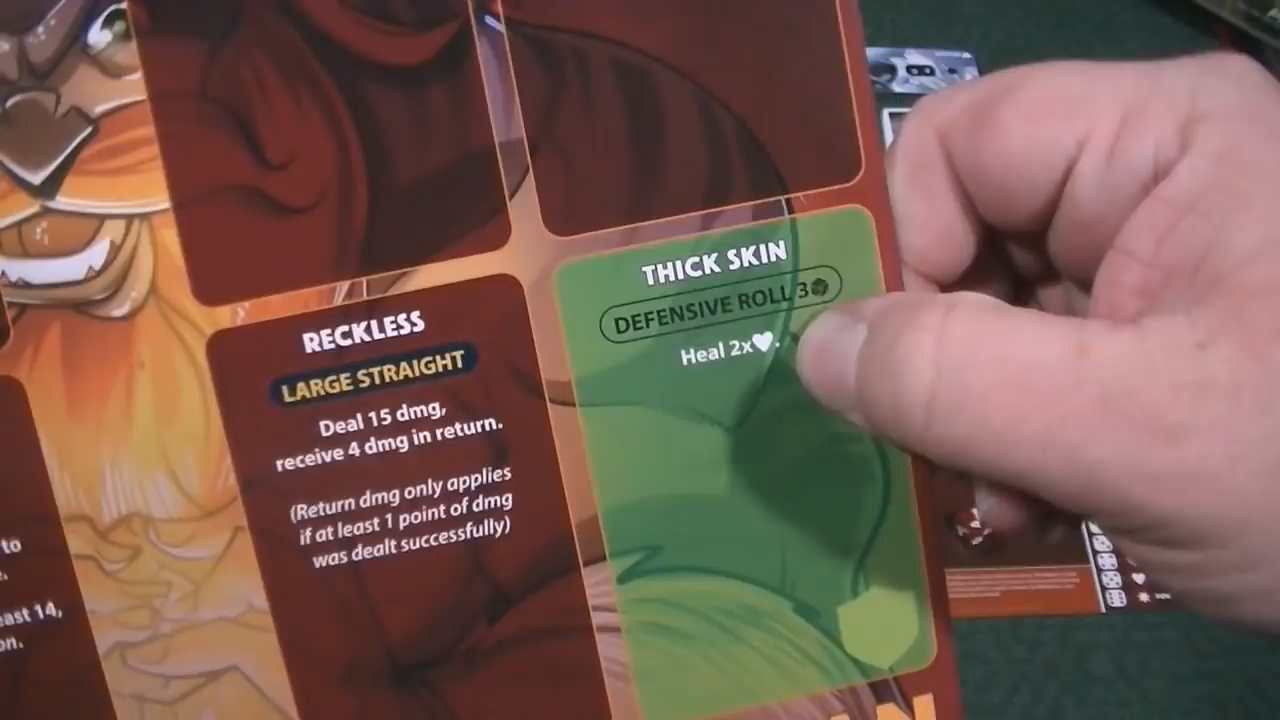 THICK SKIN
DEFENSIVE ROLL 3
Heal 2x♥.
RECKLESS
LARGE STRAIGHT
Deal 15 dmg,
receive 4 dmg in return.
(Return dmg only applies
if at least 1 point of dmg
was dealt successfully)
to
east 14,
on.